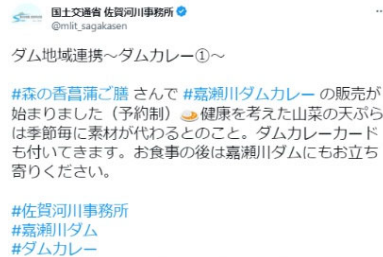 国土交通省 佐賀河川事務所
@mlit_sagakasen
ダム地域連携～ダムカレー①～
#森の香菖蒲ご膳 さんで #嘉瀬川ダムカレー の販売が
始まりました（予約制）🍛健康を考えた山菜の天ぷら
は季節毎に素材が代わるとのこと。ダムカレーカード
も付いてきます。お食事の後は嘉瀬川ダムにもお立ち
寄りください。
#佐賀河川事務所
#嘉瀬川ダム
#ダムカレー